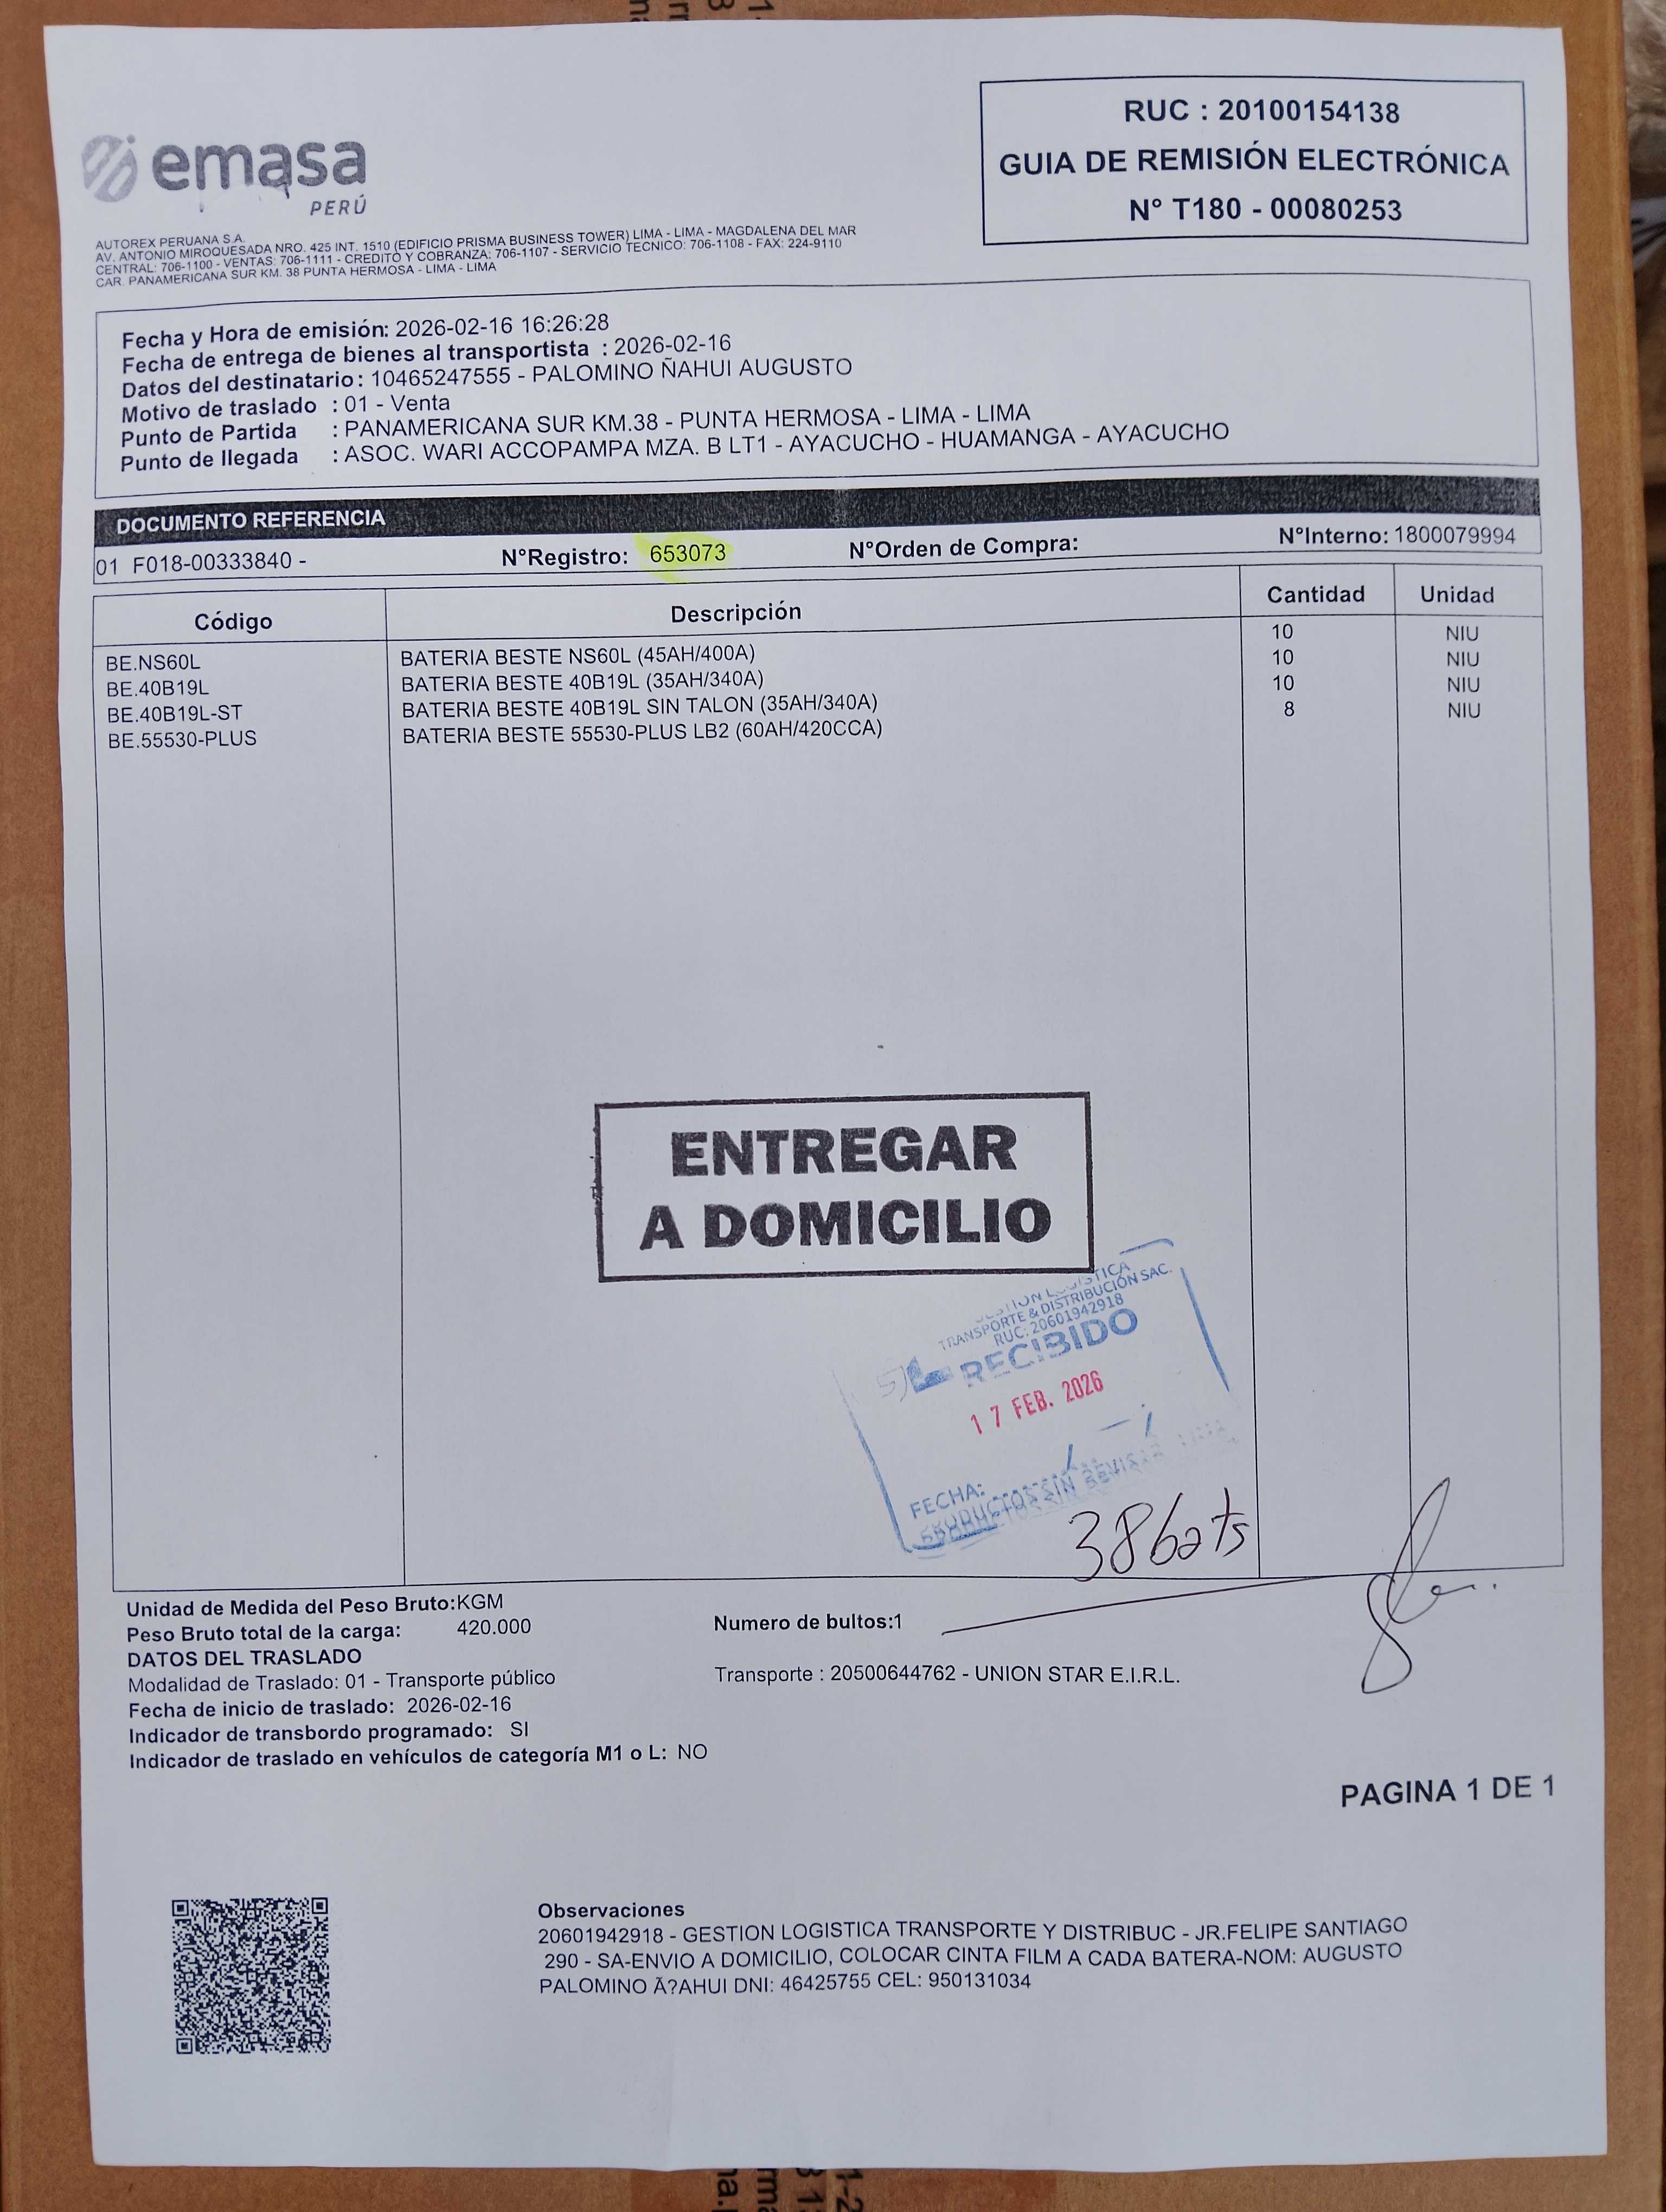 emasa
PERÚ
RUC : 20100154138
GUIA DE REMISIÓN ELECTRÓNICA
N° T180 - 00080253
AUTOREX PERUANA S.A.
AV. ANTONIO MIROQUESADA NRO. 425 INT. 1510 (EDIFICIO PRISMA BUSINESS TOWER) LIMA - LIMA - MAGDALENA DEL MAR
CENTRAL: 706-1100 - VENTAS: 706-1111 - CREDITO Y COBRANZA: 706-1107 - SERVICIO TECNICO: 706-1108 - FAX: 224-9110
CAR. PANAMERICANA SUR KM. 38 PUNTA HERMOSA - LIMA - LIMA
Fecha y Hora de emisión: 2026-02-16 16:26:28
Fecha de entrega de bienes al transportista : 2026-02-16
Datos del destinatario: 10465247555 - PALOMINO ÑAHUI AUGUSTO
Motivo de traslado : 01 - Venta
Punto de Partida : PANAMERICANA SUR KM.38 - PUNTA HERMOSA - LIMA - LIMA
Punto de llegada : ASOC. WARI ACCOPAMPA MZA. B LT1 - AYACUCHO - HUAMANGA - AYACUCHO
DOCUMENTO REFERENCIA
01 F018-00333840 - N°Registro: 653073 N°Orden de Compra: N°Interno: 1800079994
Código Descripción Cantidad Unidad
BE.NS60L BATERIA BESTE NS60L (45AH/400A) 10 NIU
BE.40B19L BATERIA BESTE 40B19L (35AH/340A) 10 NIU
BE.40B19L-ST BATERIA BESTE 40B19L SIN TALON (35AH/340A) 10 NIU
BE.55530-PLUS BATERIA BESTE 55530-PLUS LB2 (60AH/420CCA) 8 NIU
ENTREGAR
A DOMICILIO
TRANSPORTE & DISTRIBUCIÓN SAC.
RUC: 20601942918
RECIBIDO
17 FEB. 2026
FECHA:
PRODUCTOS SIN REVISAR
38 bats
Unidad de Medida del Peso Bruto:KGM
Peso Bruto total de la carga: 420.000 Numero de bultos:1
DATOS DEL TRASLADO
Modalidad de Traslado: 01 - Transporte público Transporte : 20500644762 - UNION STAR E.I.R.L.
Fecha de inicio de traslado: 2026-02-16
Indicador de transbordo programado: SI
Indicador de traslado en vehículos de categoría M1 o L: NO
PAGINA 1 DE 1
Observaciones
20601942918 - GESTION LOGISTICA TRANSPORTE Y DISTRIBUC - JR.FELIPE SANTIAGO
290 - SA-ENVIO A DOMICILIO, COLOCAR CINTA FILM A CADA BATERA-NOM: AUGUSTO
PALOMINO Ã?AHUI DNI: 46425755 CEL: 950131034